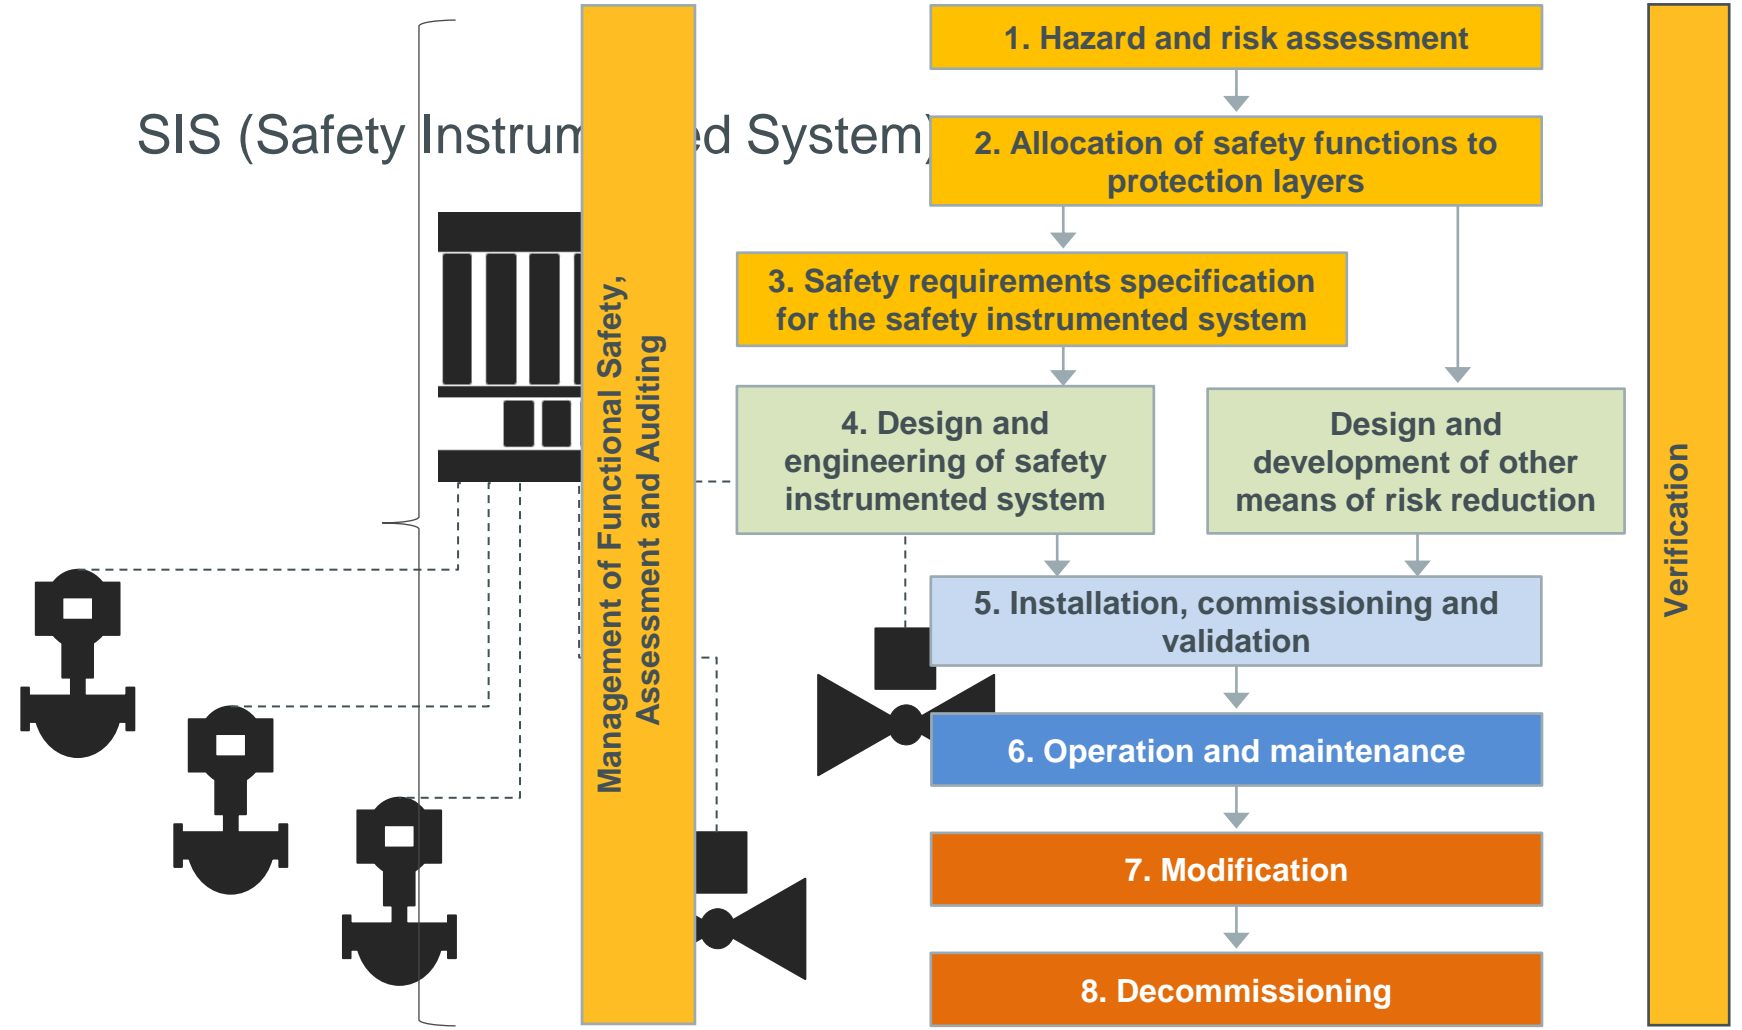 SIS (Safety Instrum ed System)
Management of Functional Safety,
Assessment and Auditing
1. Hazard and risk assessment
2. Allocation of safety functions to
protection layers
3. Safety requirements specification
for the safety instrumented system
4. Design and
engineering of safety
instrumented system
Design and
development of other
means of risk reduction
5. Installation, commissioning and
validation
6. Operation and maintenance
7. Modification
8. Decommissioning
Verification